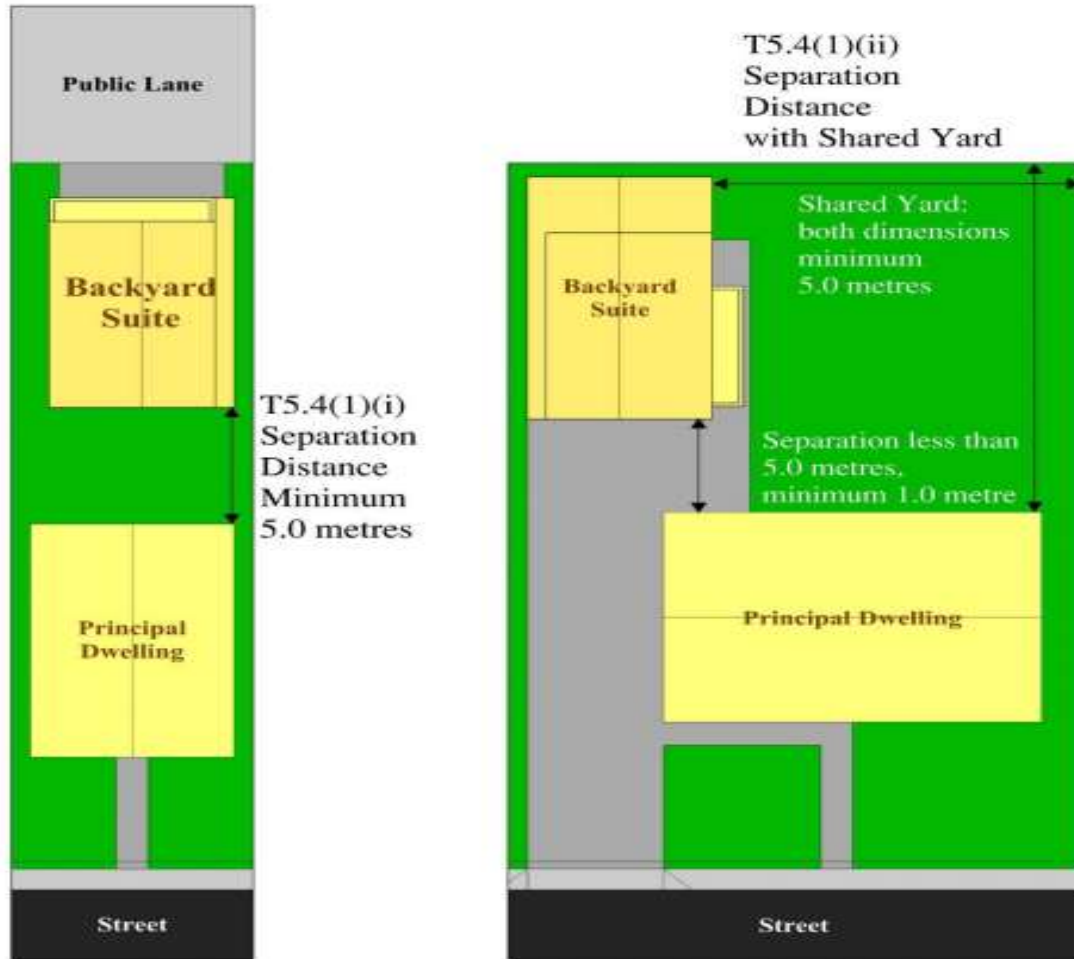 Public Lane
Backyard
Suite
T5.4(1)(i)
Separation
Distance
Minimum
5.0 metres
Principal
Dwelling
Street
T5.4(1)(ii)
Separation
Distance
with Shared Yard
Shared Yard:
both dimensions
minimum
5.0 metres
Backyard
Suite
Separation less than
5.0 metres,
minimum 1.0 metre
Principal Dwelling
Street